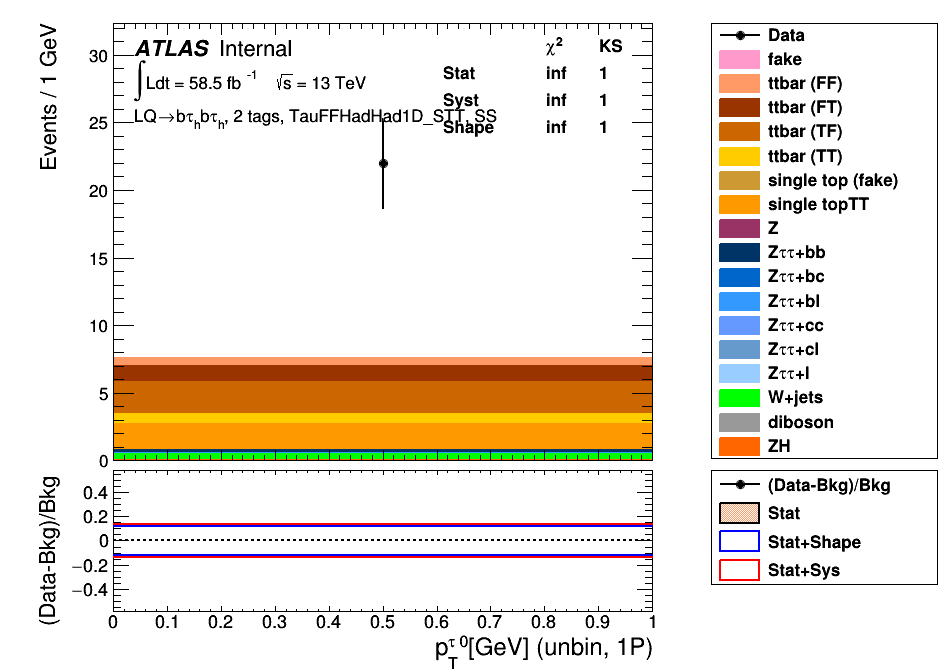 Events / 1 GeV
30
25
20
15
10
5
0
ATLAS Internal
∫Ldt = 58.5 fb⁻¹ √s = 13 TeV
LQ→bτₕbτₕ, 2 tags, TauFFHadHad1D_STT, SS
χ² KS
Stat inf 1
Syst inf 1
Shape inf 1
Data
fake
ttbar (FF)
ttbar (FT)
ttbar (TF)
ttbar (TT)
single top (fake)
single topTT
Z
Zττ+bb
Zττ+bc
Zττ+bl
Zττ+cc
Zττ+cl
Zττ+l
W+jets
diboson
ZH
(Data-Bkg)/Bkg
0.4
0.2
0
−0.2
−0.4
0 0.1 0.2 0.3 0.4 0.5 0.6 0.7 0.8 0.9 1
p_T^τ 0[GeV] (unbin, 1P)
(Data-Bkg)/Bkg
Stat
Stat+Shape
Stat+Sys